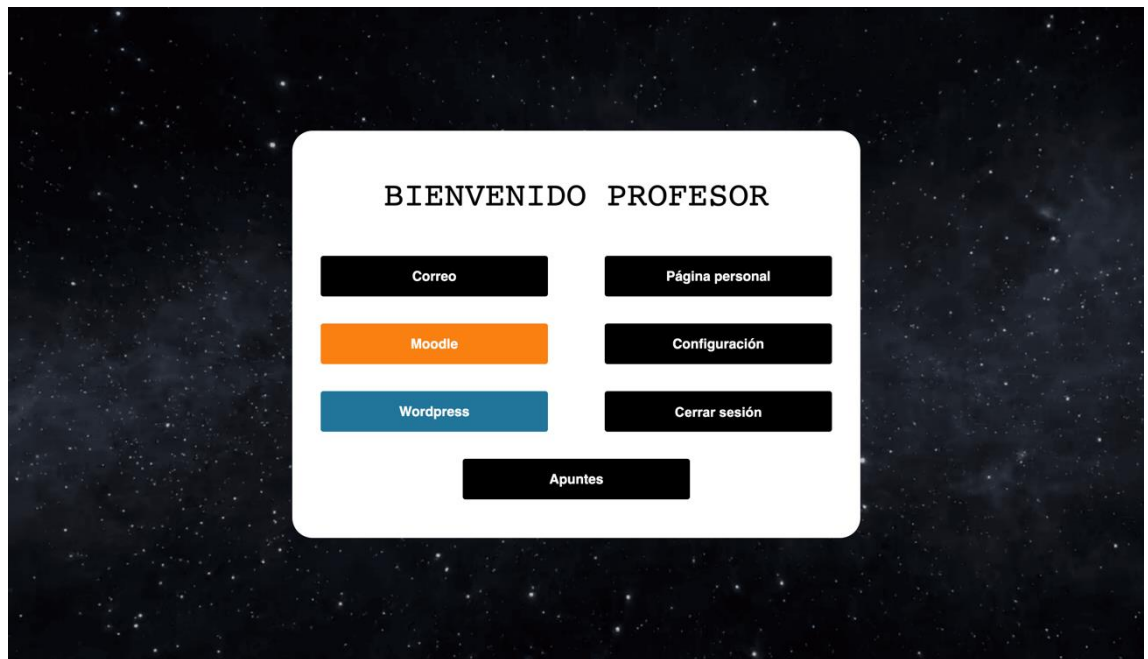 BIENVENIDO PROFESOR
Correo
Página personal
Moodle
Configuración
Wordpress
Cerrar sesión
Apuntes